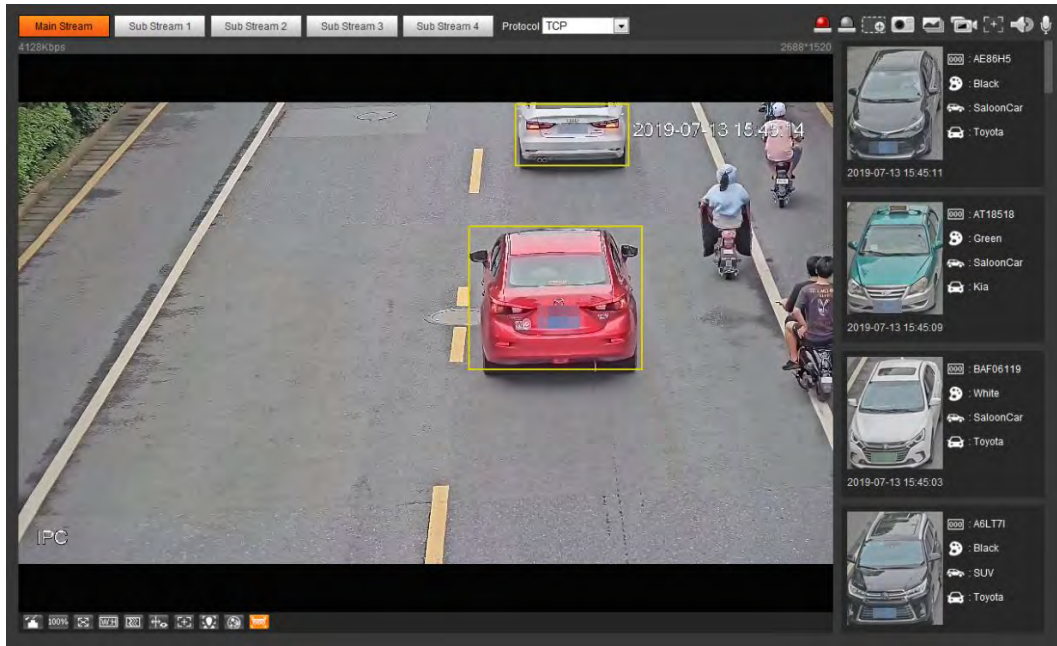 Main Stream Sub Stream 1 Sub Stream 2 Sub Stream 3 Sub Stream 4 Protocol TCP
4128Kbps 2688*1520
2019-07-13 15:45:14
IPC
100% W:H
: AE86H5
: Black
: SaloonCar
: Toyota
2019-07-13 15:45:11
: AT18518
: Green
: SaloonCar
: Kia
2019-07-13 15:45:09
: BAF06119
: White
: SaloonCar
: Toyota
2019-07-13 15:45:03
: A6LT7I
: Black
: SUV
: Toyota